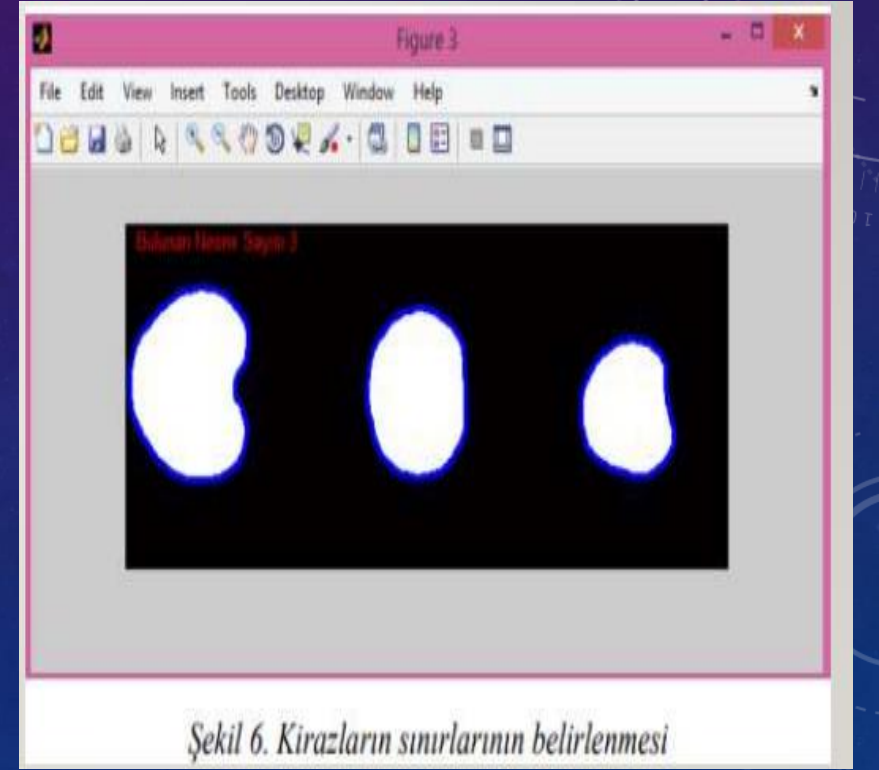 Figure 3
File Edit View Insert Tools Desktop Window Help
Bulunan Nesne Sayısı 3
Şekil 6. Kirazların sınırlarının belirlenmesi